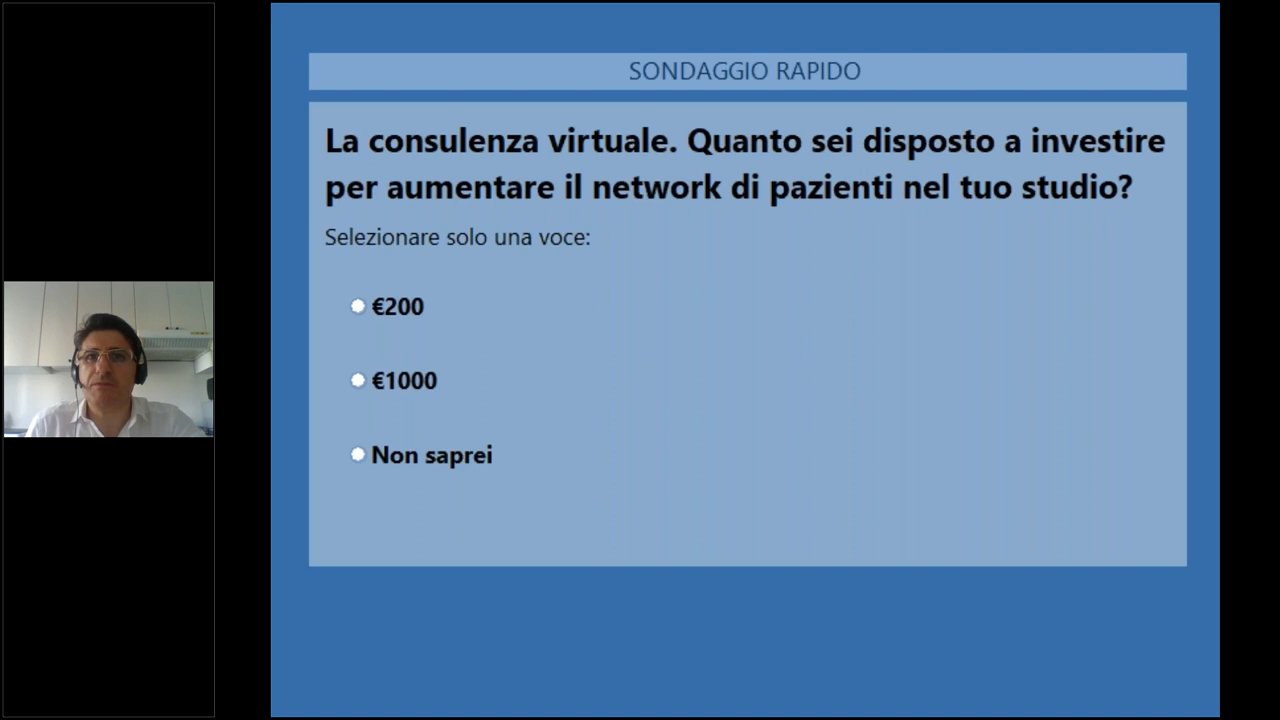 SONDAGGIO RAPIDO
La consulenza virtuale. Quanto sei disposto a investire
per aumentare il network di pazienti nel tuo studio?
Selezionare solo una voce:
€200
€1000
Non saprei